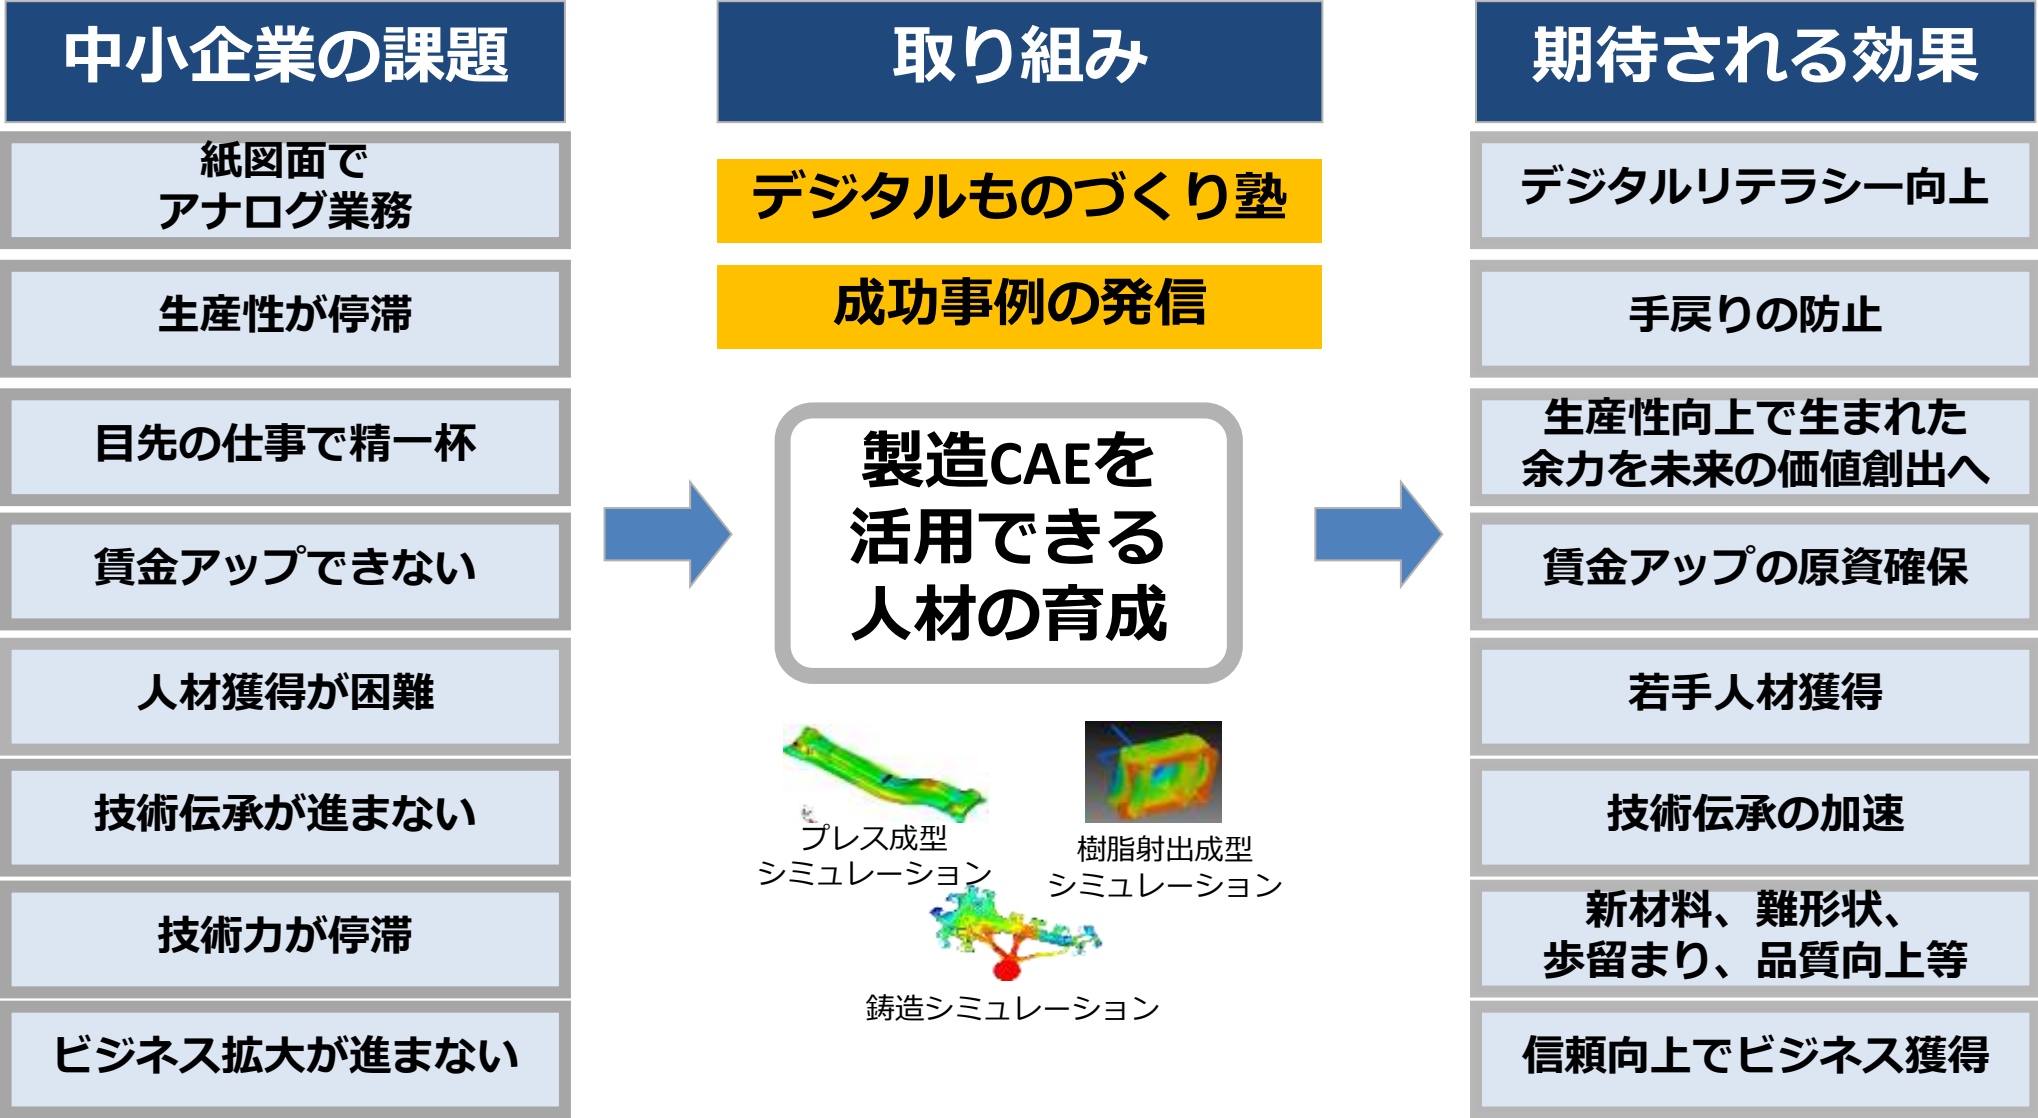 中小企業の課題
紙図面で
アナログ業務
生産性が停滞
目先の仕事で精一杯
賃金アップできない
人材獲得が困難
技術伝承が進まない
技術力が停滞
ビジネス拡大が進まない
取り組み
デジタルものづくり塾
成功事例の発信
製造CAEを
活用できる
人材の育成
プレス成型
シミュレーション
樹脂射出成型
シミュレーション
鋳造シミュレーション
期待される効果
デジタルリテラシー向上
手戻りの防止
生産性向上で生まれた
余力を未来の価値創出へ
賃金アップの原資確保
若手人材獲得
技術伝承の加速
新材料、難形状、
歩留まり、品質向上等
信頼向上でビジネス獲得